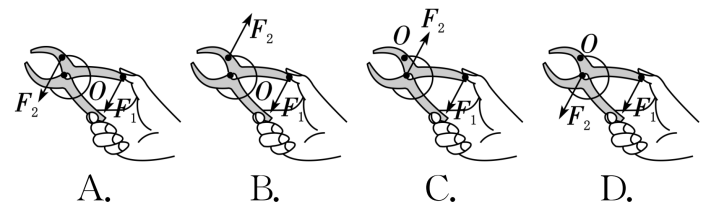 F₂ O F₁
F₂ O F₁
O F₂ F₁
O F₂ F₁
A. B. C. D.